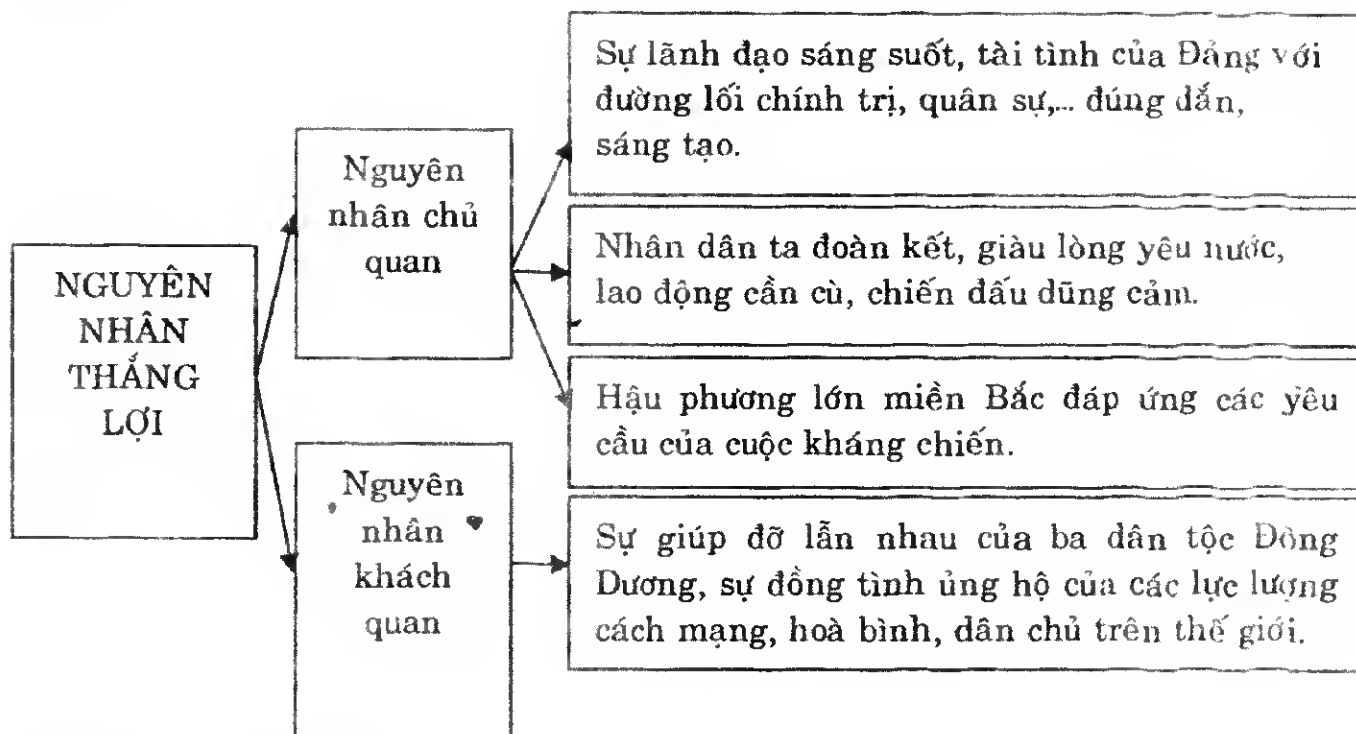 NGUYÊN
NHÂN
THẮNG
LỢI
Nguyên
nhân chủ
quan
Sự lãnh đạo sáng suốt, tài tình của Đảng với
đường lối chính trị, quân sự,... đúng dắn,
sáng tạo.
Nhân dân ta đoàn kết, giàu lòng yêu nước,
lao động cần cù, chiến đấu dũng cảm.
Hậu phương lớn miền Bắc đáp ứng các yêu
cầu của cuộc kháng chiến.
Nguyên
nhân
khách
quan
Sự giúp đỡ lẫn nhau của ba dân tộc Đông
Dương, sự đồng tình ủng hộ của các lực lượng
cách mạng, hoà bình, dân chủ trên thế giới.